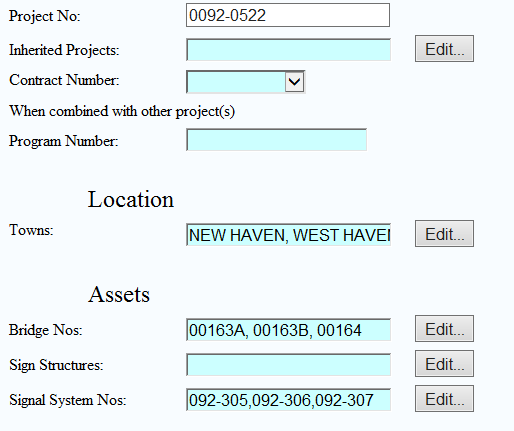 Project No: 0092-0522
Inherited Projects: Edit...
Contract Number:
When combined with other project(s)
Program Number:
Location
Towns: NEW HAVEN, WEST HAVEN Edit...
Assets
Bridge Nos: 00163A, 00163B, 00164 Edit...
Sign Structures: Edit...
Signal System Nos: 092-305,092-306,092-307 Edit...